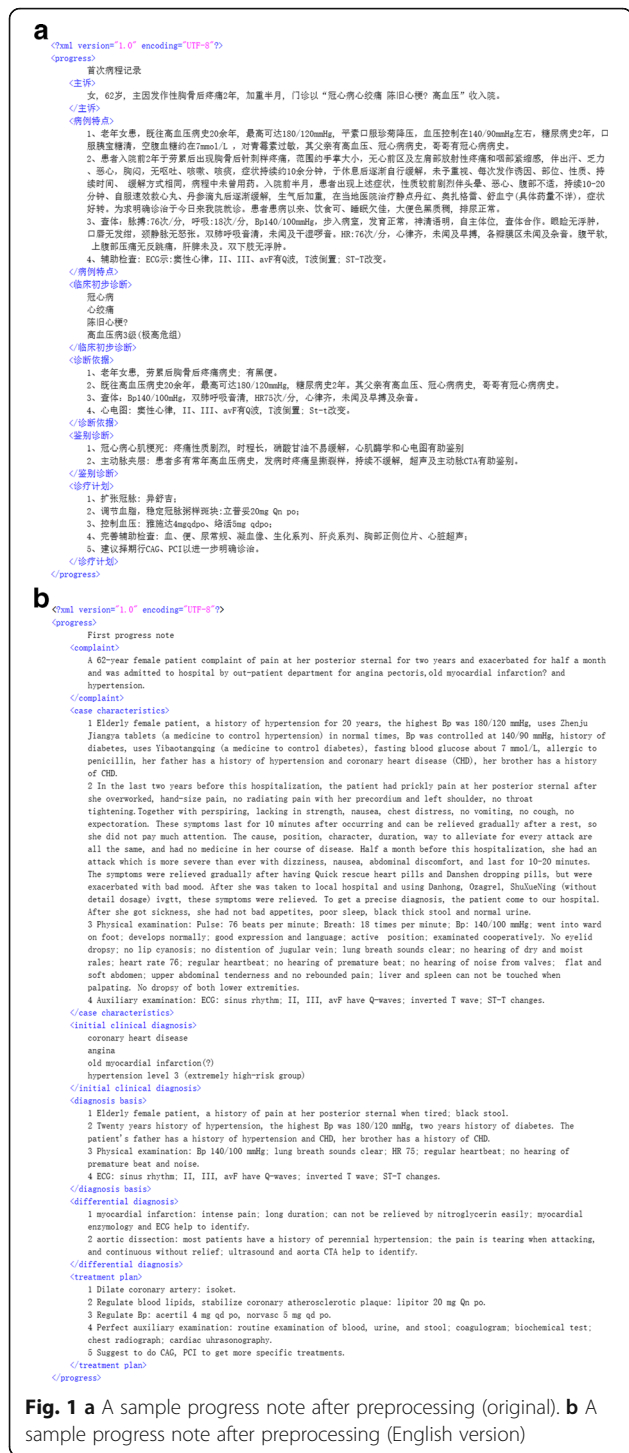 a
<?xml version="1.0" encoding="UTF-8"?>
<progress>
首次病程记录
<主诉>
女, 62岁, 主因发作性胸骨后疼痛2年, 加重半月, 门诊以“冠心病心绞痛 陈旧心梗? 高血压”收入院。
</主诉>
<病例特点>
1、老年女患, 既往高血压病史20余年, 最高可达180/120mmHg, 平素口服珍菊降压, 血压控制在140/90mmHg左右, 糖尿病史2年, 口
服胰宝糖清, 空腹血糖约在7mmol/L , 对青霉素过敏, 其父亲有高血压、冠心病病史, 哥哥有冠心病病史。
2、患者入院前2年于劳累后出现胸骨后针刺样疼痛, 范围约手掌大小, 无心前区及左肩部放射性疼痛和咽部紧缩感, 伴出汗、乏力
、恶心, 胸闷, 无呕吐、咳嗽、咳痰, 症状持续约10余分钟, 于休息后逐渐自行缓解, 未予重视, 每次发作诱因、部位、性质、持
续时间、 缓解方式相同, 病程中未曾用药。入院前半月, 患者出现上述症状, 性质较前剧烈伴头晕、恶心、腹部不适, 持续10-20
分钟、自服速效救心丸、丹参滴丸后逐渐缓解, 生气后加重, 在当地医院治疗静点丹红、奥扎格雷、舒血宁(具体药量不详), 症状
好转。为求明确诊治于今日来我院就诊, 患者患病以来、饮食可、睡眠欠佳, 大便色黑质稠, 排尿正常。
3、查体: 脉搏:76次/分, 呼吸:18次/分, Bp140/100mmHg, 步入病室, 发育正常, 神清语明, 自主体位, 查体合作。眼睑无浮肿,
口唇无发绀, 颈静脉无怒张, 双肺呼吸音清, 未闻及干湿啰音。HR:76次/分, 心律齐, 未闻及早搏, 各瓣膜区未闻及杂音。腹平软,
上腹部压痛无反跳痛, 肝脾未及。双下肢无浮肿。
4、辅助检查: ECG示:窦性心律, II、III、avF有Q波, T波倒置; ST-T改变。
</病例特点>
<临床初步诊断>
冠心病
心绞痛
陈旧心梗?
高血压病3级(极高危组)
</临床初步诊断>
<诊断依据>
1、老年女患, 劳累后胸骨后疼痛病史; 有黑便。
2、既往高血压病史20余年, 最高可达180/120mmHg, 糖尿病史2年。其父亲有高血压、冠心病病史, 哥哥有冠心病病史。
3、查体: Bp140/100mHg, 双肺呼吸音清, HR75次/分, 心律齐, 未闻及早搏及杂音。
4、心电图: 窦性心律, II、III、avF有Q波, T波倒置; St-t改变。
</诊断依据>
<鉴别诊断>
1、冠心病心肌梗死: 疼痛性质剧烈, 时程长, 硝酸甘油不易缓解, 心肌酶学和心电图有助鉴别
2、主动脉夹层: 患者多有常年高血压病史, 发病时疼痛呈撕裂样, 持续不缓解, 超声及主动脉CTA有助鉴别。
</鉴别诊断>
<诊疗计划>
1、扩张冠脉: 异舒吉;
2、调节血脂, 稳定冠脉粥样斑块:立普妥20mg Qn po;
3、控制血压: 雅施达4mgqdpo、络活5mg qdpo;
4、完善辅助检查: 血、便、尿常规、凝血像、生化系列、肝炎系列、胸部正侧位片、心脏超声;
5、建议择期行CAG、PCI以进一步明确诊治。
</诊疗计划>
</progress>
b
<?xml version="1.0" encoding="UTF-8"?>
<progress>
First progress note
<complaint>
A 62-year female patient complaint of pain at her posterior sternal for two years and exacerbated for half a month
and was admitted to hospital by out-patient department for angina pectoris,old myocardial infarction? and
hypertension.
</complaint>
<case characteristics>
1 Elderly female patient, a history of hypertension for 20 years, the highest Bp was 180/120 mmHg, uses Zhenju
Jiangya tablets (a medicine to control hypertension) in normal times, Bp was controlled at 140/90 mmHg, history of
diabetes, uses Yibaotangqing (a medicine to control diabetes), fasting blood glucose about 7 mmol/L, allergic to
penicillin, her father has a history of hypertension and coronary heart disease (CHD), her brother has a history
of CHD.
2 In the last two years before this hospitalization, the patient had prickly pain at her posterior sternal after
she overworked, hand-size pain, no radiating pain with her precordium and left shoulder, no throat
tightening.Together with perspiring, lacking in strength, nausea, chest distress, no vomiting, no cough, no
expectoration. These symptoms last for 10 minutes after occurring and can be relieved gradually after a rest, so
she did not pay much attention. The cause, position, character, duration, way to alleviate for every attack are
all the same, and had no medicine in her course of disease. Half a month before this hospitalization, she had an
attack which is more severe than ever with dizziness, nausea, abdominal discomfort, and last for 10-20 minutes.
The symptoms were relieved gradually after having Quick rescue heart pills and Danshen dropping pills, but were
exacerbated with bad mood. After she was taken to local hospital and using Danhong, Ozagrel, ShuXueNing (without
detail dosage) ivgtt, these symptoms were relieved. To get a precise diagnosis, the patient come to our hospital.
After she got sickness, she had not bad appetites, poor sleep, black thick stool and normal urine.
3 Physical examination: Pulse: 76 beats per minute; Breath: 18 times per minute; Bp: 140/100 mmHg; went into ward
on foot; develops normally; good expression and language; active position; examinated cooperatively. No eyelid
dropsy; no lip cyanosis; no distention of jugular vein; lung breath sounds clear; no hearing of dry and moist
rales; heart rate 76; regular heartbeat; no hearing of premature beat; no hearing of noise from valves; flat and
soft abdomen; upper abdominal tenderness and no rebounded pain; liver and spleen can not be touched when
palpating. No dropsy of both lower extremities.
4 Auxiliary examination: ECG: sinus rhythm; II, III, avF have Q-waves; inverted T wave; ST-T changes.
</case characteristics>
<initial clinical diagnosis>
coronary heart disease
angina
old myocardial infarction(?)
hypertension level 3 (extremely high-risk group)
</initial clinical diagnosis>
<diagnosis basis>
1 Elderly female patient, a history of pain at her posterior sternal when tired; black stool.
2 Twenty years history of hypertension, the highest Bp was 180/120 mmHg, two years history of diabetes. The
patient's father has a history of hypertension and CHD, her brother has a history of CHD.
3 Physical examination: Bp 140/100 mmHg; lung breath sounds clear; HR 75; regular heartbeat; no hearing of
premature beat and noise.
4 ECG: sinus rhythm; II, III, avF have Q-waves; inverted T wave; ST-T changes.
</diagnosis basis>
<differential diagnosis>
1 myocardial infarction: intense pain; long duration; can not be relieved by nitroglycerin easily; myocardial
enzymology and ECG help to identify.
2 aortic dissection: most patients have a history of perennial hypertension; the pain is tearing when attacking,
and continuous without relief; ultrasound and aorta CTA help to identify.
</differential diagnosis>
<treatment plan>
1 Dilate coronary artery: isoket.
2 Regulate blood lipids, stabilize coronary atherosclerotic plaque: lipitor 20 mg Qn po.
3 Regulate Bp: acertil 4 mg qd po, norvasc 5 mg qd po.
4 Perfect auxiliary examination: routine examination of blood, urine, and stool; coagulogram; biochemical test;
chest radiograph; cardiac uhrasonography.
5 Suggest to do CAG, PCI to get more specific treatments.
</treatment plan>
</progress>
Fig. 1 a A sample progress note after preprocessing (original). b A
sample progress note after preprocessing (English version)